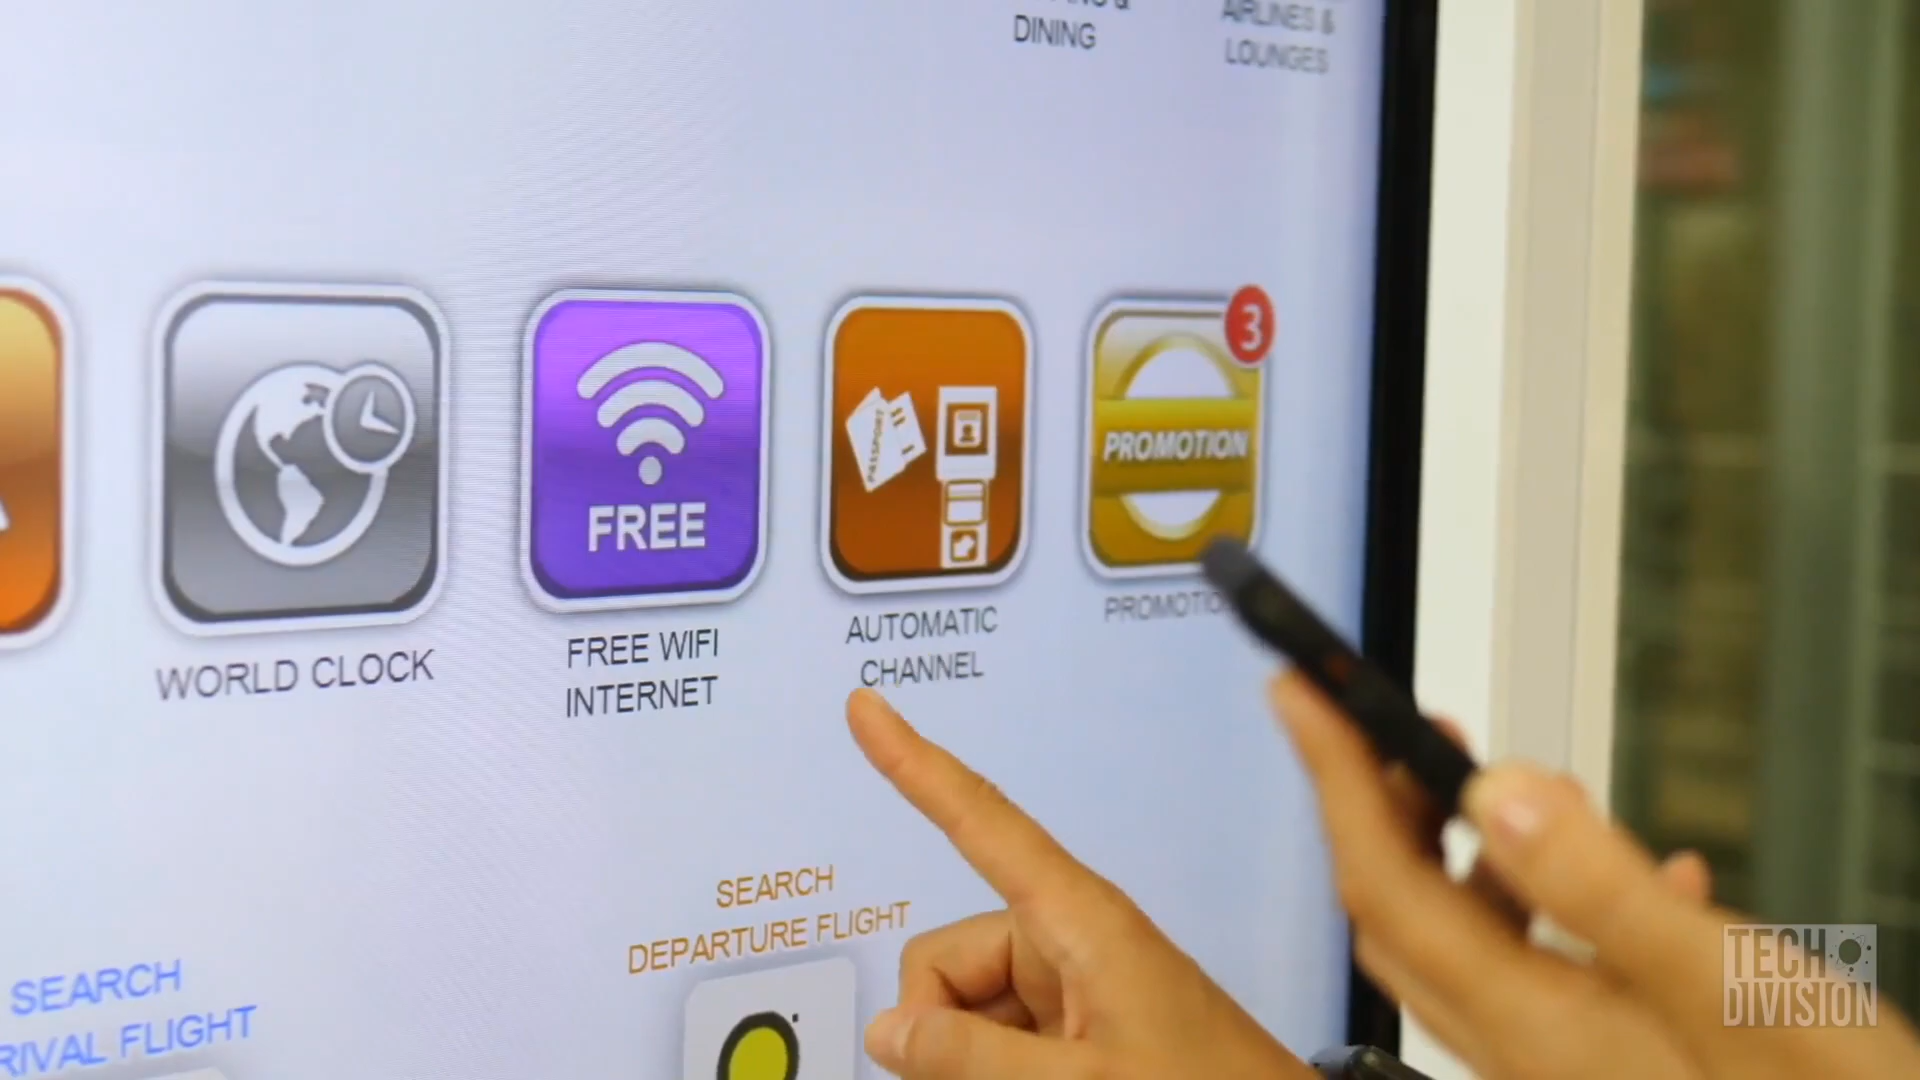 DINING
AIRLINES &
LOUNGES
3
PASSPORT
PROMOTION
FREE
WORLD CLOCK
FREE WIFI
INTERNET
AUTOMATIC
CHANNEL
SEARCH
DEPARTURE FLIGHT
SEARCH
FLIGHT
TECH
DIVISION